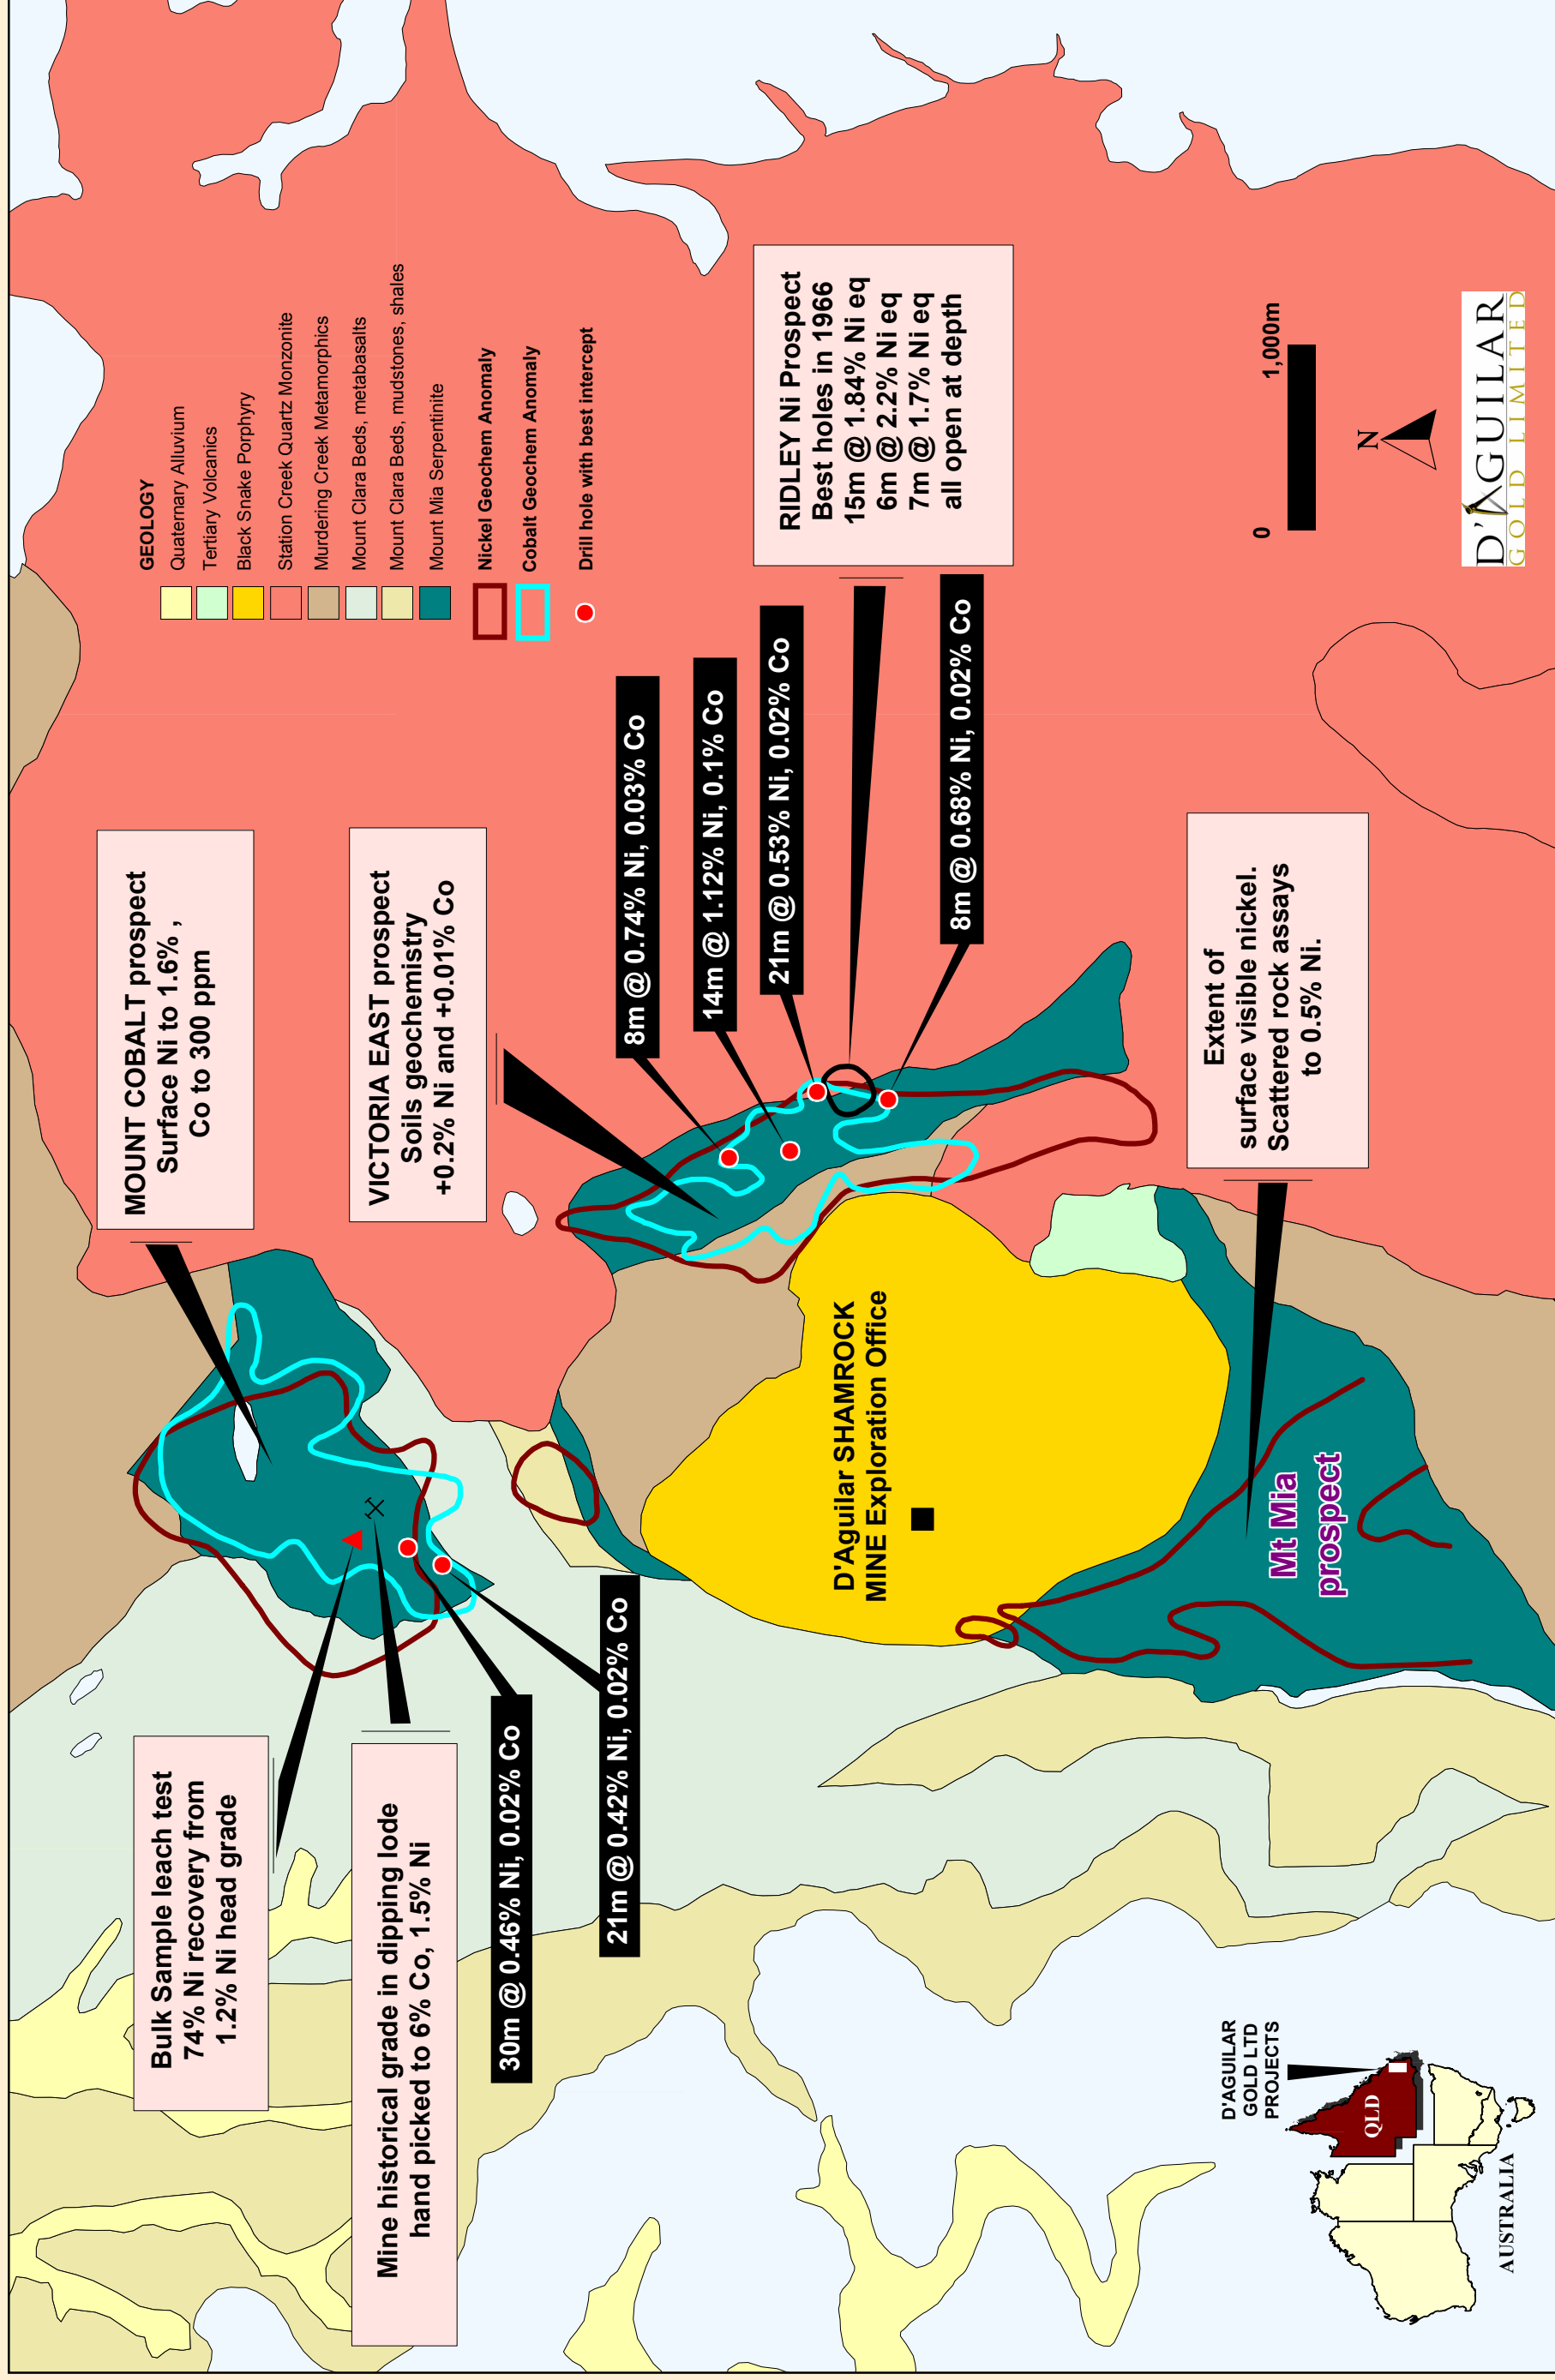 MOUNT COBALT prospect
Surface Ni to 1.6% ,
Co to 300 ppm
Bulk Sample leach test
74% Ni recovery from
1.2% Ni head grade
Mine historical grade in dipping lode
hand picked to 6% Co, 1.5% Ni
30m @ 0.46% Ni, 0.02% Co
21m @ 0.42% Ni, 0.02% Co
VICTORIA EAST prospect
Soils geochemistry
+0.2% Ni and +0.01% Co
8m @ 0.74% Ni, 0.03% Co
14m @ 1.12% Ni, 0.1% Co
21m @ 0.53% Ni, 0.02% Co
8m @ 0.68% Ni, 0.02% Co
GEOLOGY
Quaternary Alluvium
Tertiary Volcanics
Black Snake Porphyry
Station Creek Quartz Monzonite
Murdering Creek Metamorphics
Mount Clara Beds, metabasalts
Mount Clara Beds, mudstones, shales
Mount Mia Serpentinite
Nickel Geochem Anomaly
Cobalt Geochem Anomaly
Drill hole with best intercept
RIDLEY Ni Prospect
Best holes in 1966
15m @ 1.84% Ni eq
6m @ 2.2% Ni eq
7m @ 1.7% Ni eq
all open at depth
D'Aguilar SHAMROCK
MINE Exploration Office
Extent of
surface visible nickel.
Scattered rock assays
to 0.5% Ni.
Mt Mia
prospect
D'AGUILAR
GOLD LTD
PROJECTS
QLD
AUSTRALIA
0 1,000m
N
D'AGUILAR
GOLD LIMITED